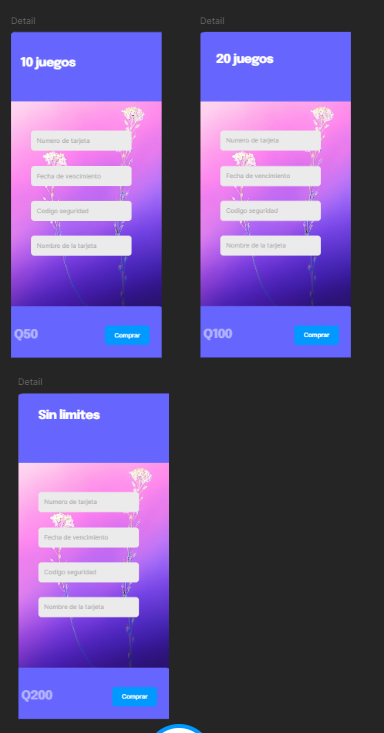 Detail
10 juegos
Numero de tarjeta
Fecha de vencimiento
Codigo seguridad
Nombre de la tarjeta
Q50
Comprar
Detail
20 juegos
Numero de tarjeta
Fecha de vencimiento
Codigo seguridad
Nombre de la tarjeta
Q100
Comprar
Detail
Sin limites
Numero de tarjeta
Fecha de vencimiento
Codigo seguridad
Nombre de la tarjeta
Q200
Comprar